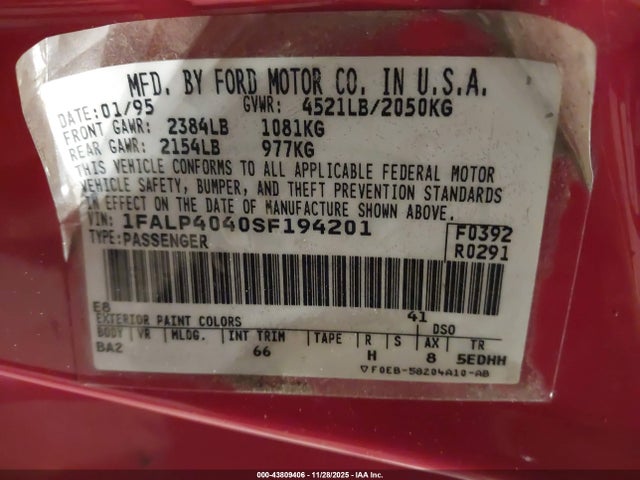 MFD. BY FORD MOTOR CO. IN U.S.A.
DATE: 01/95 GVWR: 4521LB/2050KG
FRONT GAWR: 2384LB 1081KG
REAR GAWR: 2154LB 977KG
THIS VEHICLE CONFORMS TO ALL APPLICABLE FEDERAL MOTOR
VEHICLE SAFETY, BUMPER, AND THEFT PREVENTION STANDARDS
IN EFFECT ON THE DATE OF MANUFACTURE SHOWN ABOVE.
VIN: 1FALP4040SF194201 F0392
TYPE: PASSENGER R0291
E8 41
EXTERIOR PAINT COLORS DSO
BODY VR MLDG. INT TRIM TAPE R S AX TR
BA2 66 H 8 5EDHH
▽F0EB-58204A10-AB
000-43809406 | 11/28/2025 | IAA Inc.